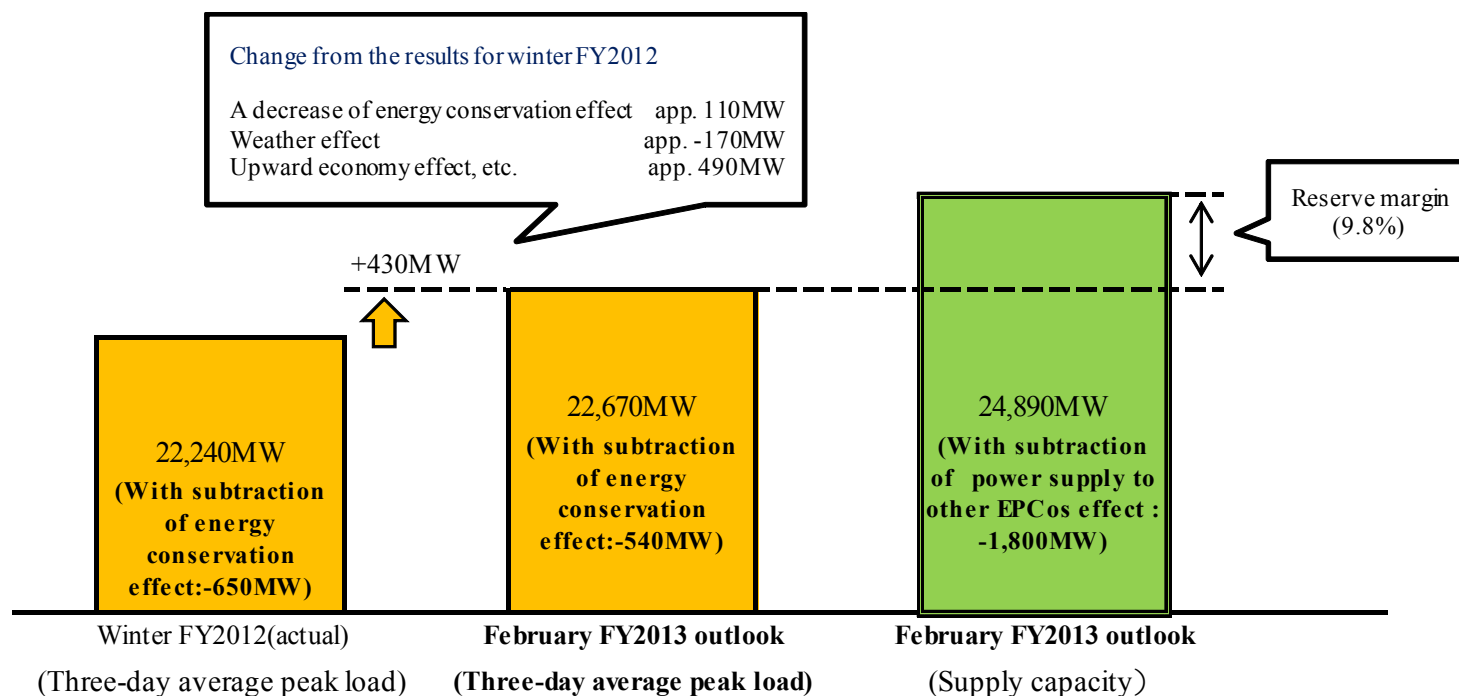 Change from the results for winter FY2012
A decrease of energy conservation effect app. 110MW
Weather effect app. -170MW
Upward economy effect, etc. app. 490MW
Reserve margin
(9.8%)
+430MW
22,240MW
(With subtraction
of energy
conservation
effect:-650MW)
22,670MW
(With subtraction
of energy
conservation
effect:-540MW)
24,890MW
(With subtraction
of power supply to
other EPCos effect :
-1,800MW)
Winter FY2012(actual)
(Three-day average peak load)
February FY2013 outlook
(Three-day average peak load)
February FY2013 outlook
(Supply capacity)